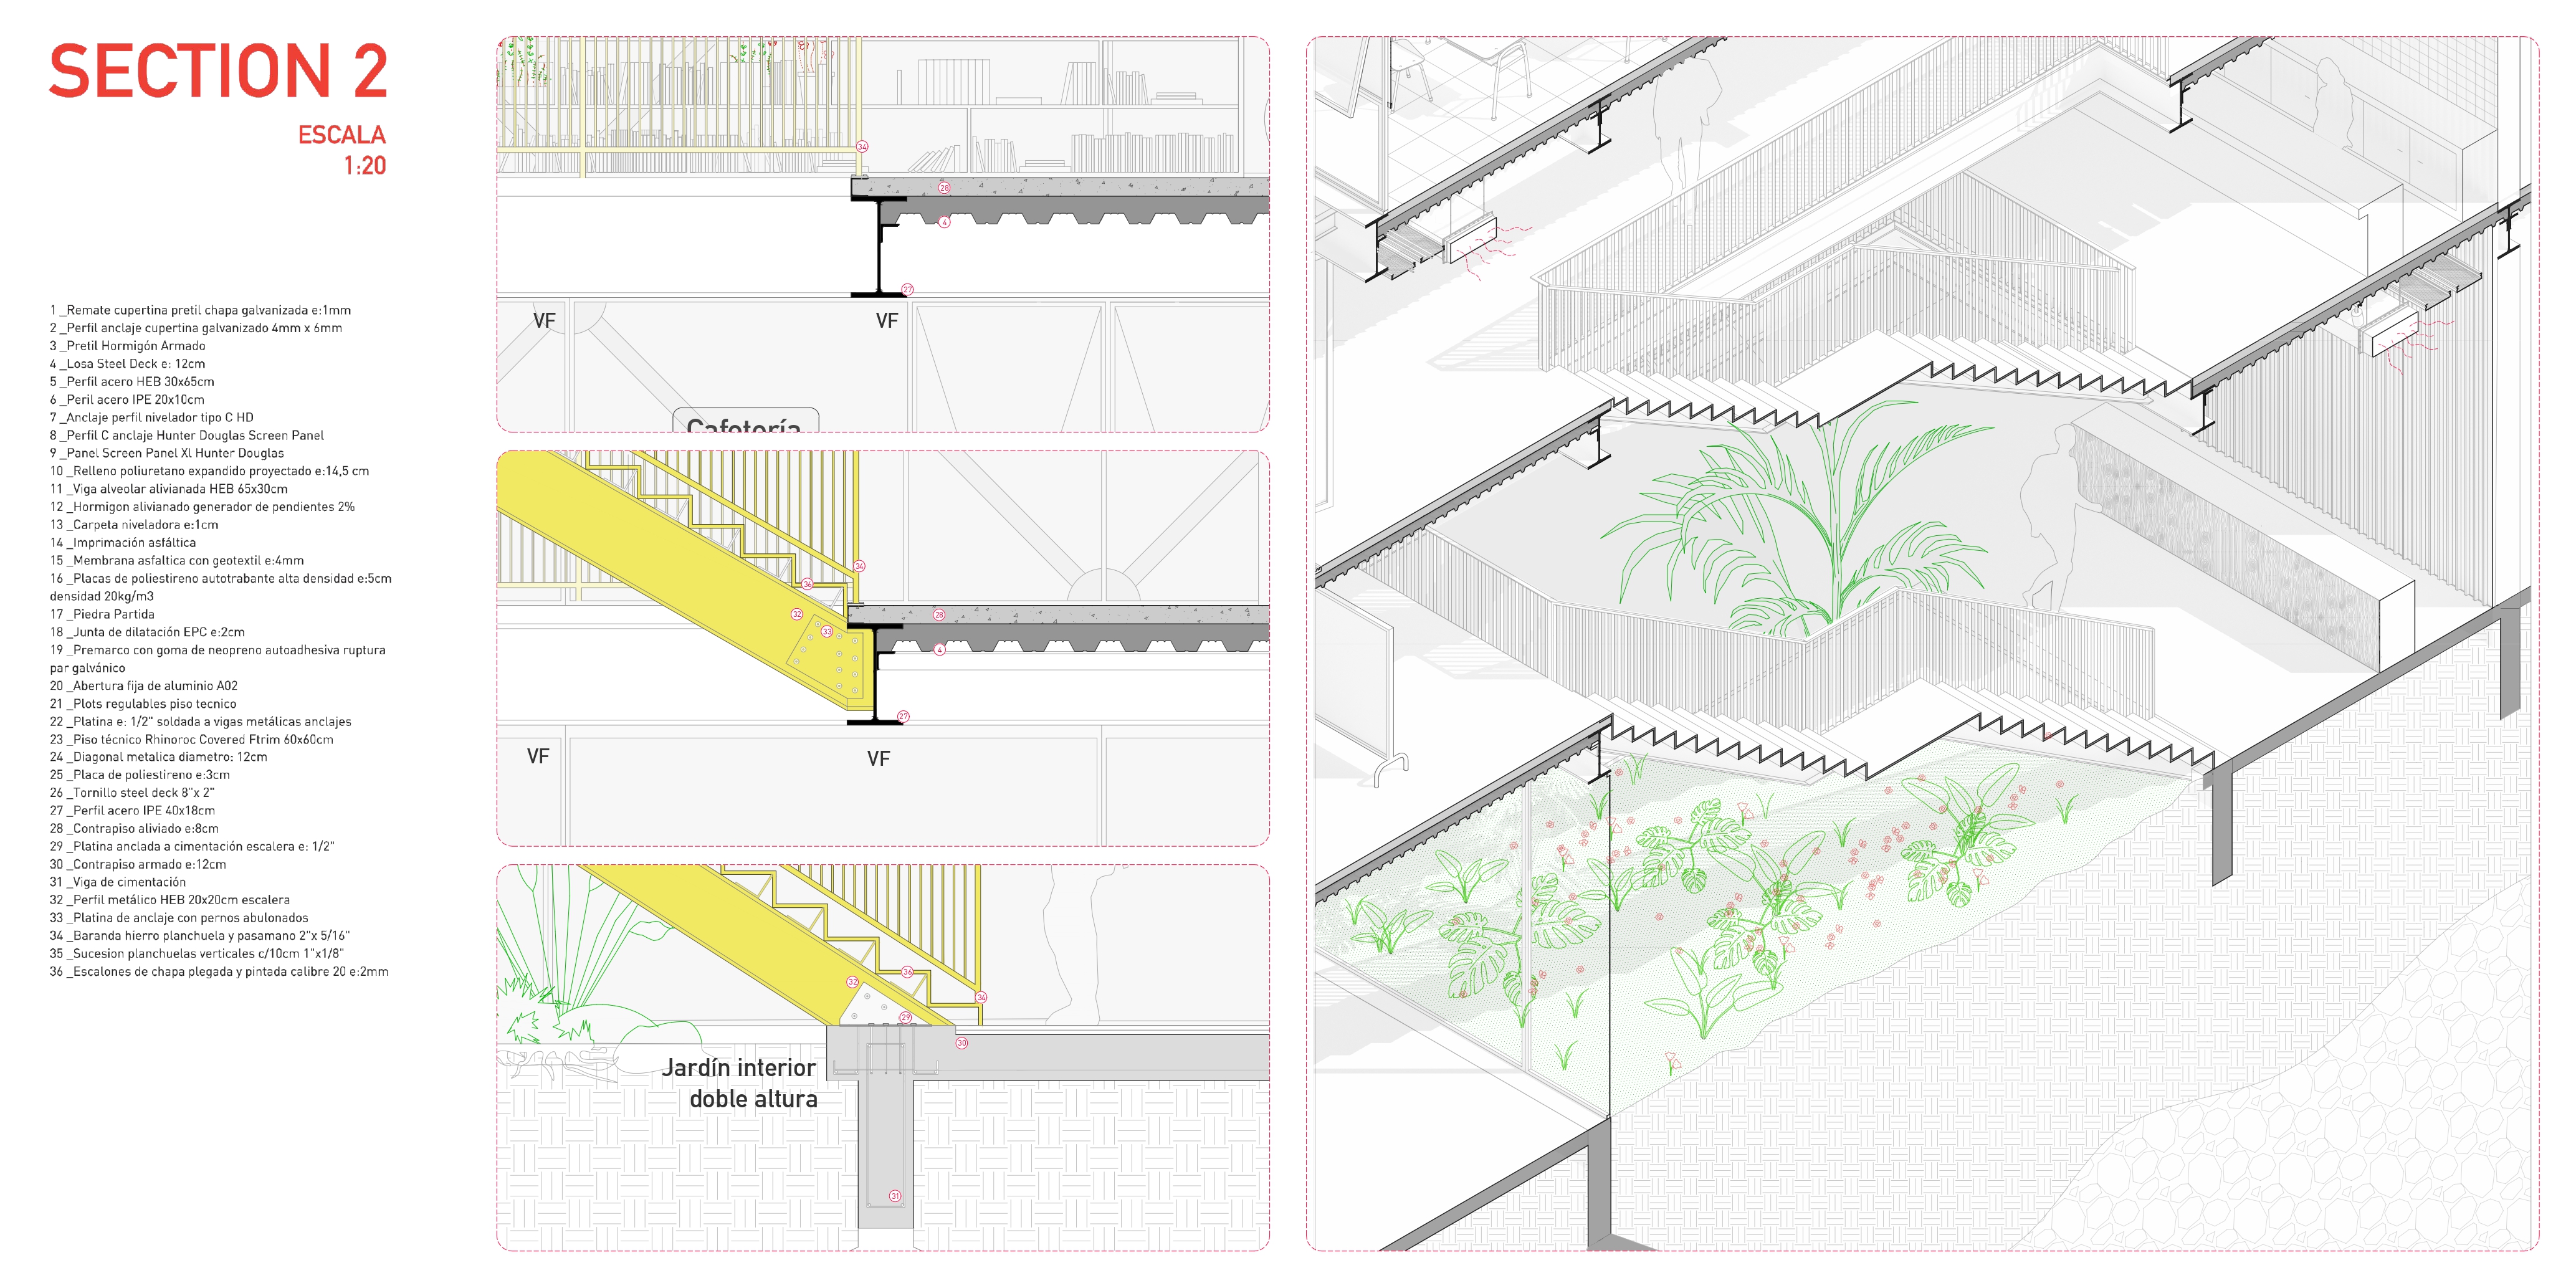 SECTION 2
ESCALA
1:20
1 _Remate cupertina pretil chapa galvanizada e:1mm
2 _Perfil anclaje cupertina galvanizado 4mm x 6mm
3 _Pretil Hormigón Armado
4 _Losa Steel Deck e: 12cm
5 _Perfil acero HEB 30x65cm
6 _Peril acero IPE 20x10cm
7 _Anclaje perfil nivelador tipo C HD
8 _Perfil C anclaje Hunter Douglas Screen Panel
9 _Panel Screen Panel Xl Hunter Douglas
10 _Relleno poliuretano expandido proyectado e:14,5 cm
11 _Viga alveolar alivianada HEB 65x30cm
12 _Hormigon alivianado generador de pendientes 2%
13 _Carpeta niveladora e:1cm
14 _Imprimación asfáltica
15 _Membrana asfaltica con geotextil e:4mm
16 _Placas de poliestireno autotrabante alta densidad e:5cm
densidad 20kg/m3
17 _Piedra Partida
18 _Junta de dilatación EPC e:2cm
19 _Premarco con goma de neopreno autoadhesiva ruptura
par galvánico
20 _Abertura fija de aluminio A02
21 _Plots regulables piso tecnico
22 _Platina e: 1/2" soldada a vigas metálicas anclajes
23 _Piso técnico Rhinoroc Covered Ftrim 60x60cm
24 _Diagonal metalica diametro: 12cm
25 _Placa de poliestireno e:3cm
26 _Tornillo steel deck 8"x 2"
27 _Perfil acero IPE 40x18cm
28 _Contrapiso aliviado e:8cm
29 _Platina anclada a cimentación escalera e: 1/2"
30 _Contrapiso armado e:12cm
31 _Viga de cimentación
32 _Perfil metálico HEB 20x20cm escalera
33 _Platina de anclaje con pernos abulonados
34 _Baranda hierro planchuela y pasamano 2"x 5/16"
35 _Sucesion planchuelas verticales c/10cm 1"x1/8"
36 _Escalones de chapa plegada y pintada calibre 20 e:2mm
34
28
4
27
VF VF
Cafetería
34
36
32
28
33
4
27
VF VF
36
32
34
29
30
Jardín interior
doble altura
31